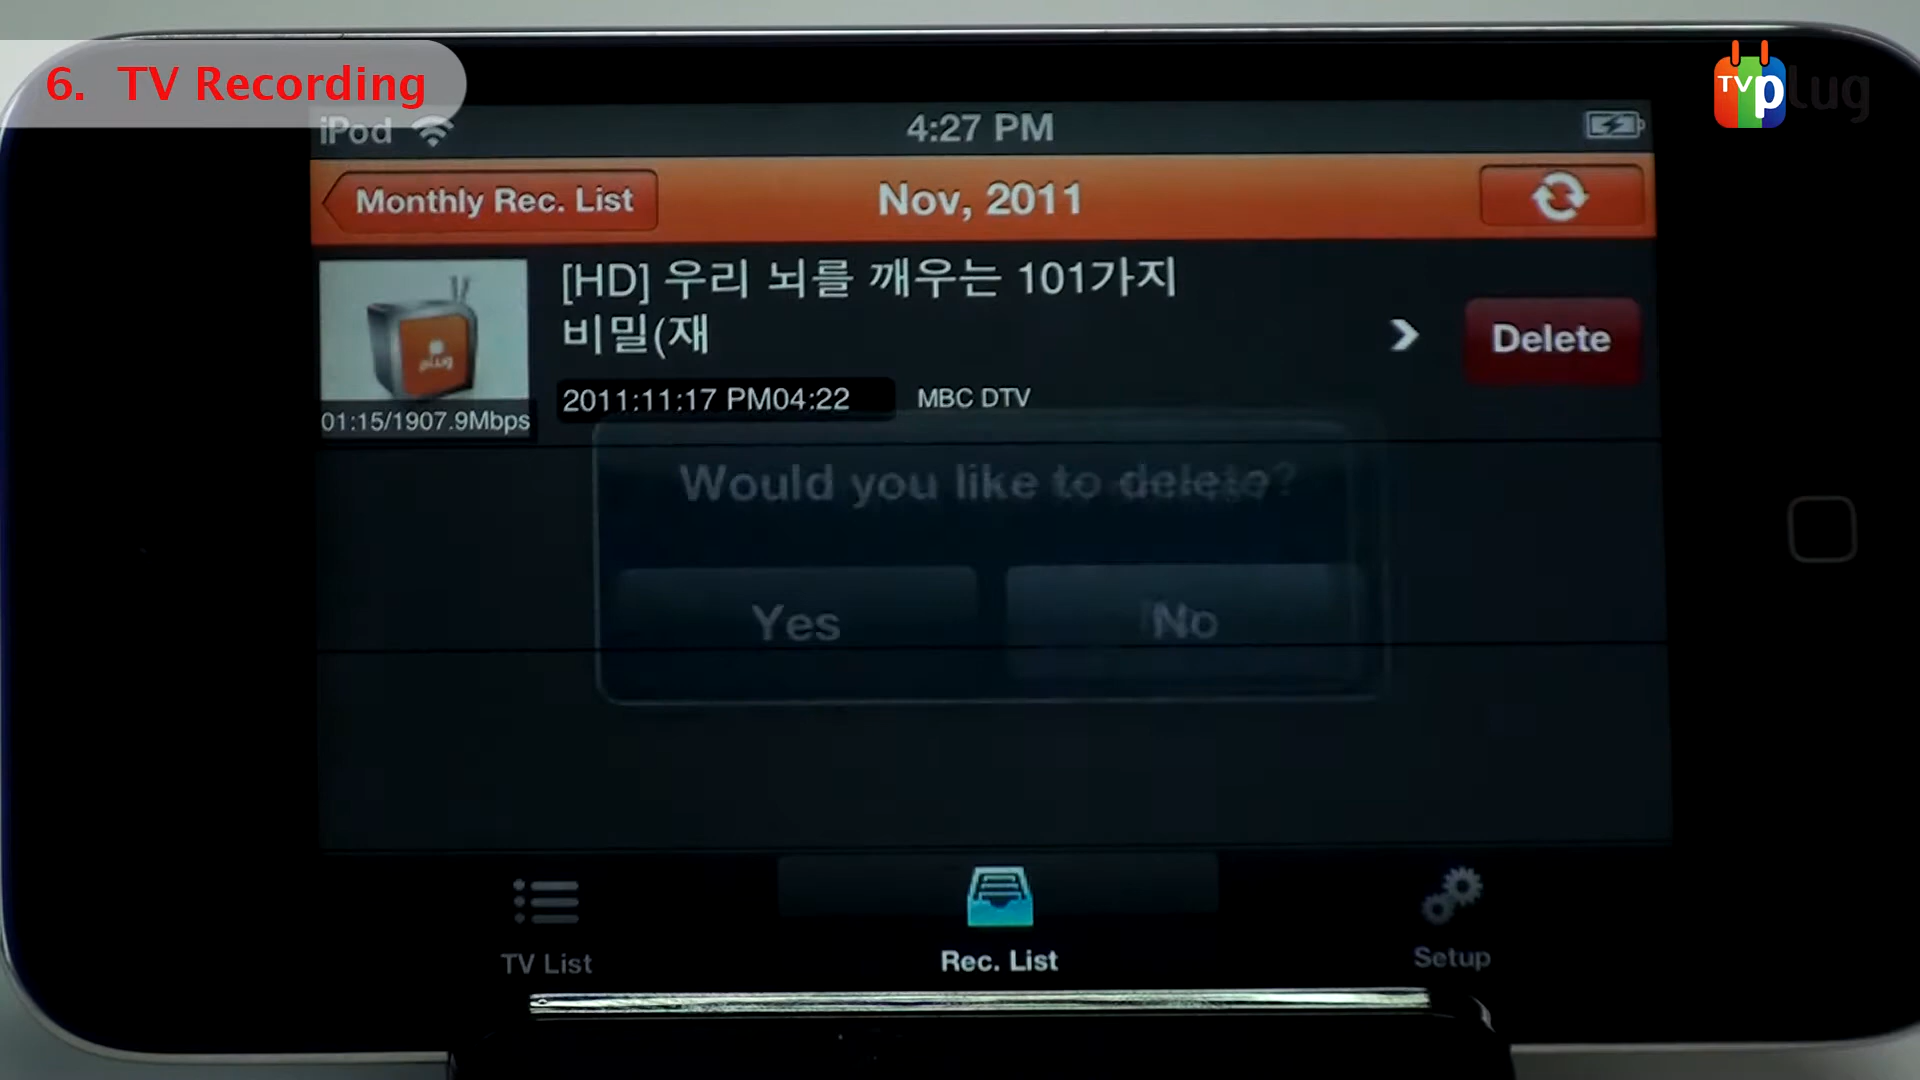 6. TV Recording
TVplug
iPod
4:27 PM
Monthly Rec. List
Nov, 2011
[HD] 우리 뇌를 깨우는 101가지
비밀(재
Delete
plug
01:15/1907.9Mbps
2011:11:17 PM04:22
MBC DTV
Would you like to delete?
Yes
No
TV List
Rec. List
Setup